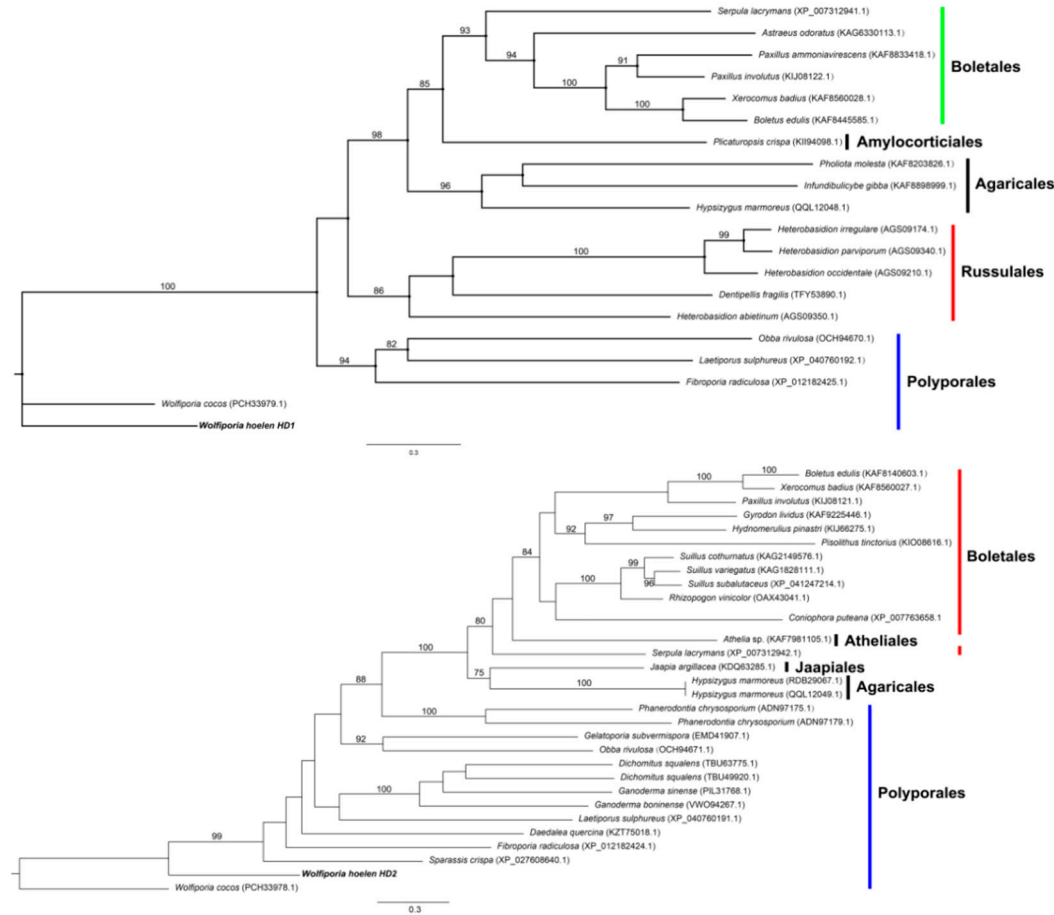 Serpula lacrymans (XP_007312941.1)
93
Astraeus odoratus (KAG6330113.1)
94
Paxillus ammoniavirescens (KAF8833418.1)
91
Boletales
Paxillus involutus (KIJ08122.1)
100
85
Xerocomus badius (KAF8560028.1)
100
Boletus edulis (KAF8445585.1)
98
Plicaturopsis crispa (KII94098.1)
Amylocorticiales
Pholiota molesta (KAF8203826.1)
96
Infundibulicybe gibba (KAF8898999.1)
Agaricales
Hypsizygus marmoreus (QQL12048.1)
Heterobasidion irregulare (AGS09174.1)
99
100
Heterobasidion parviporum (AGS09340.1)
Heterobasidion occidentale (AGS09210.1)
Russulales
100
86
Dentipellis fragilis (TFY53890.1)
Heterobasidion abietinum (AGS09350.1)
Obba rivulosa (OCH94670.1)
82
94
Laetiporus sulphureus (XP_040760192.1)
Fibroporia radiculosa (XP_012182425.1)
Polyporales
Wolfiporia cocos (PCH33979.1)
Wolfiporia hoelen HD1
0.3
100
Boletus edulis (KAF8140603.1)
100
Xerocomus badius (KAF8560027.1)
Paxillus involutus (KIJ08121.1)
97
Gyrodon lividus (KAF9225446.1)
92
Hydnomerulius pinastri (KIJ66275.1)
Pisolithus tinctorius (KIO08616.1)
84
Boletales
Suillus cothurnatus (KAG2149576.1)
99
Suillus variegatus (KAG1828111.1)
100
96
Suillus subalutaceus (XP_041247214.1)
Rhizopogon vinicolor (OAX43041.1)
Coniophora puteana (XP_007763658.1
80
Athelia sp. (KAF7981105.1)
Atheliales
100
Serpula lacrymans (XP_007312942.1)
Jaapia argillacea (KDQ63285.1)
Jaapiales
75
100
Hypsizygus marmoreus (RDB29067.1)
Agaricales
88
Hypsizygus marmoreus (QQL12049.1)
Phanerodontia chrysosporium (ADN97175.1)
100
Phanerodontia chrysosporium (ADN97179.1)
92
Gelatoporia subvermispora (EMD41907.1)
Obba rivulosa (OCH94671.1)
Dichomitus squalens (TBU63775.1)
Dichomitus squalens (TBU49920.1)
100
Ganoderma sinense (PIL31768.1)
Polyporales
Ganoderma boninense (VWO94267.1)
Laetiporus sulphureus (XP_040760191.1)
Daedalea quercina (KZT75018.1)
99
Fibroporia radiculosa (XP_012182424.1)
Sparassis crispa (XP_027608640.1)
Wolfiporia hoelen HD2
Wolfiporia cocos (PCH33978.1)
0.3